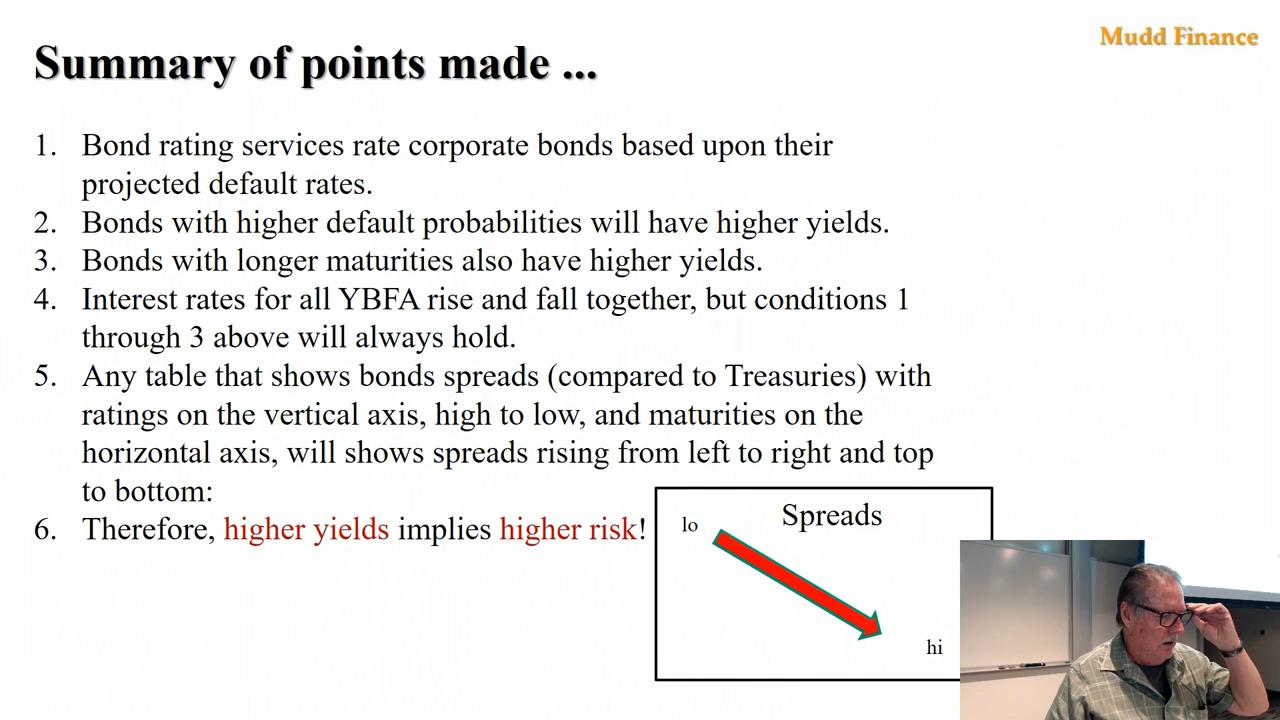 Mudd Finance
Summary of points made ...
1. Bond rating services rate corporate bonds based upon their
projected default rates.
2. Bonds with higher default probabilities will have higher yields.
3. Bonds with longer maturities also have higher yields.
4. Interest rates for all YBFA rise and fall together, but conditions 1
through 3 above will always hold.
5. Any table that shows bonds spreads (compared to Treasuries) with
ratings on the vertical axis, high to low, and maturities on the
horizontal axis, will shows spreads rising from left to right and top
to bottom:
6. Therefore, higher yields implies higher risk!
Spreads
lo
hi